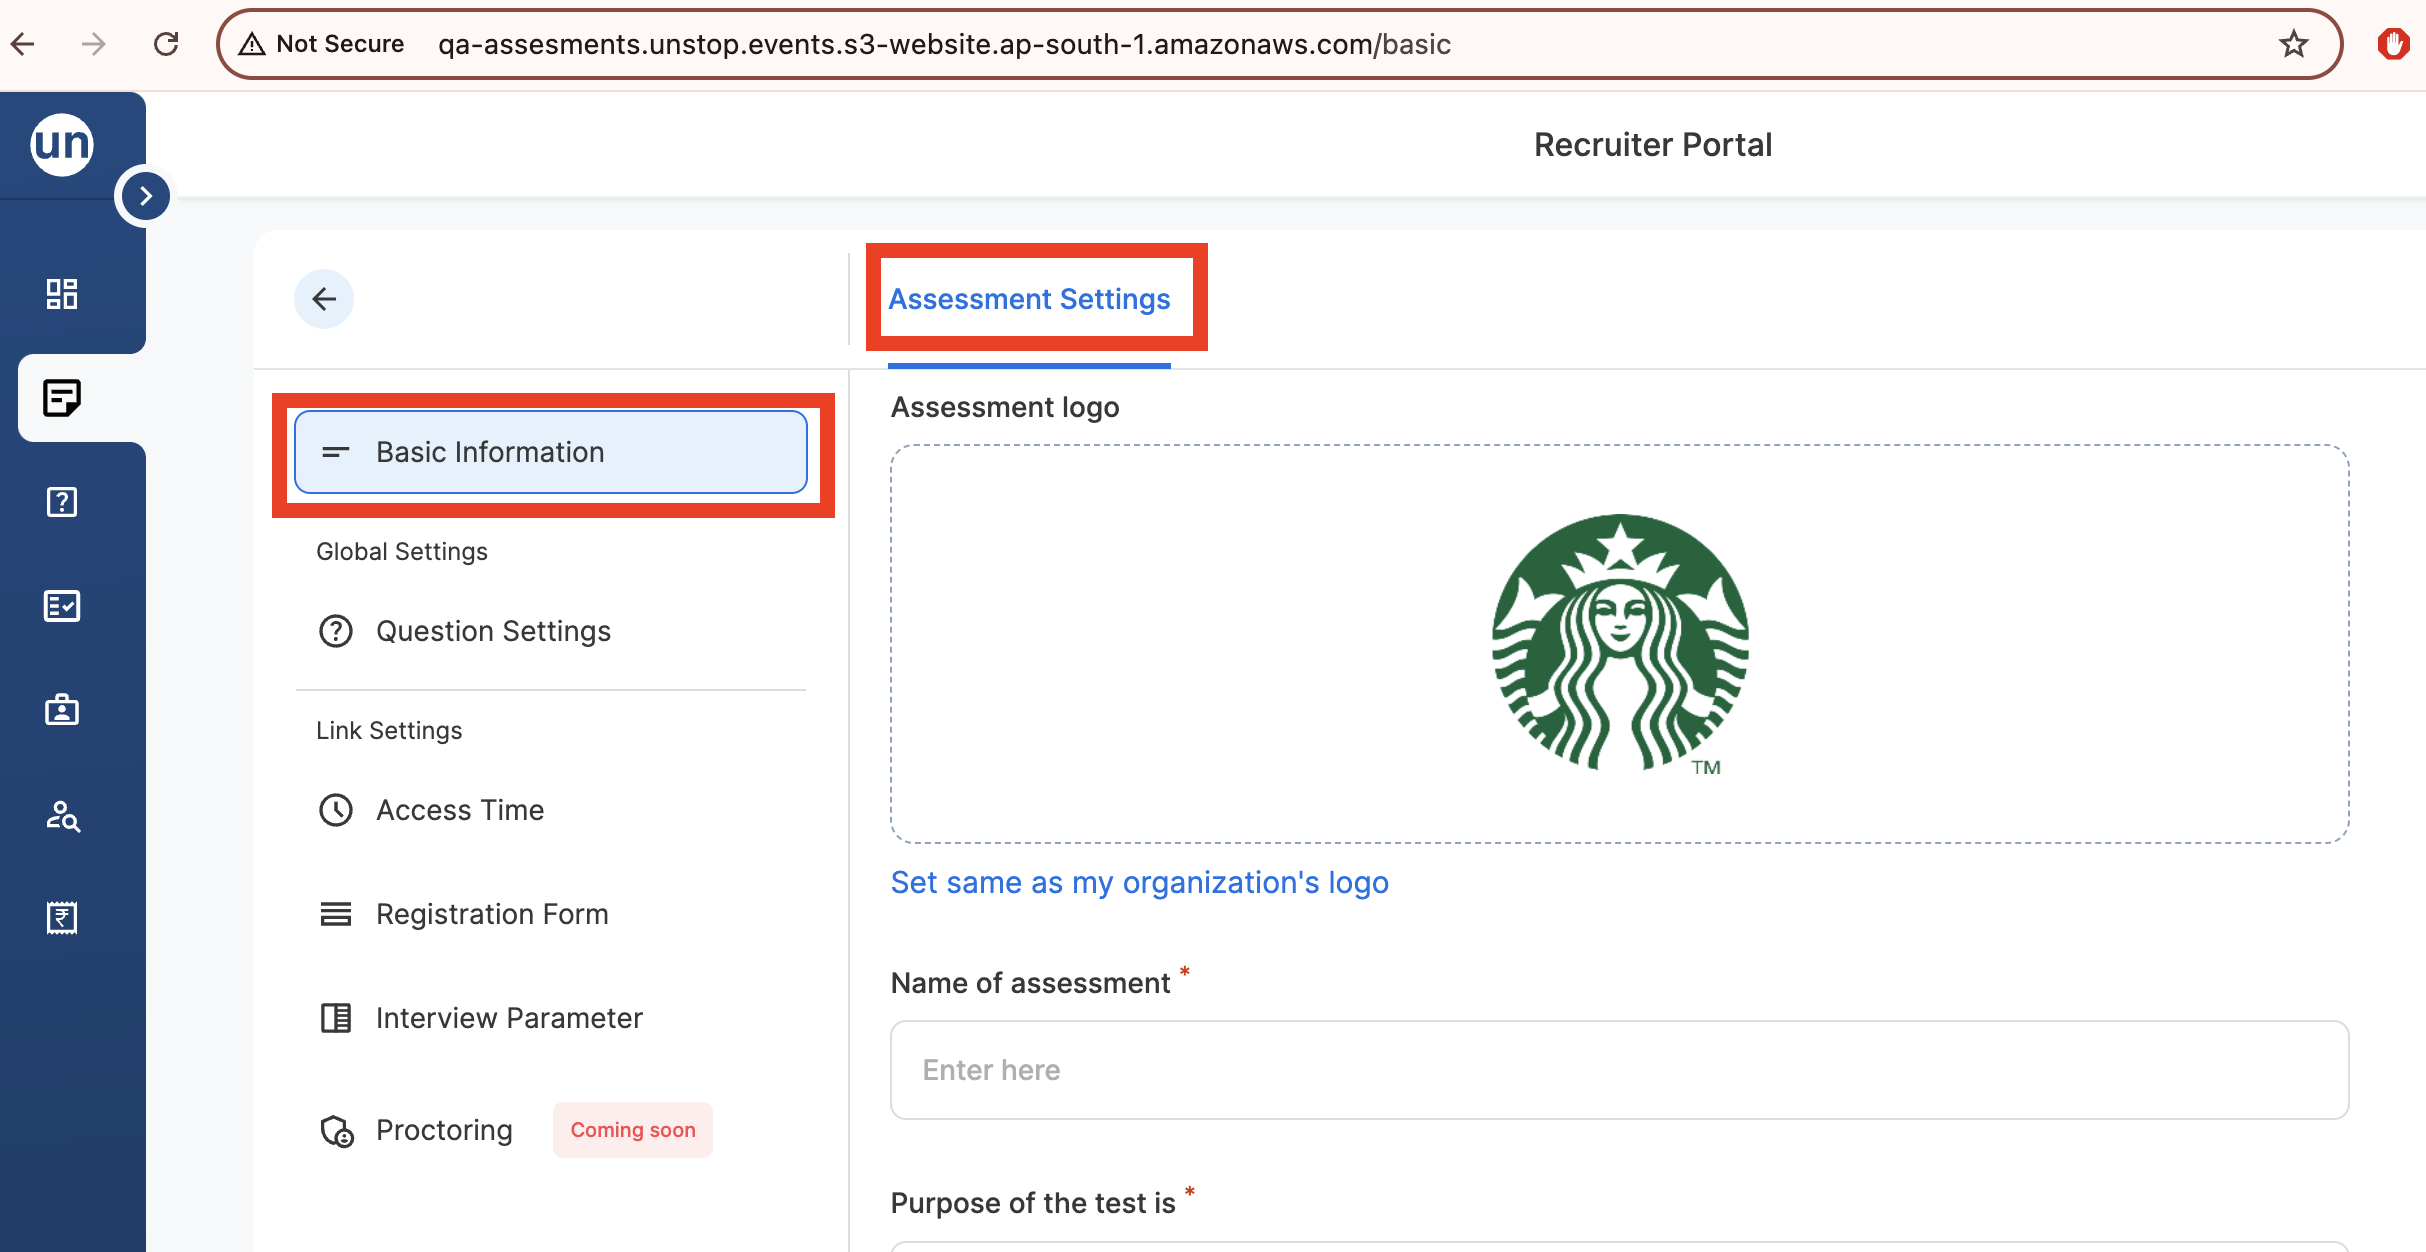 Not Secure qa-assesments.unstop.events.s3-website.ap-south-1.amazonaws.com/basic
un
Recruiter Portal
Assessment Settings
Basic Information
Global Settings
Question Settings
Link Settings
Access Time
Registration Form
Interview Parameter
Proctoring Coming soon
Assessment logo
TM
Set same as my organization's logo
Name of assessment *
Enter here
Purpose of the test is *